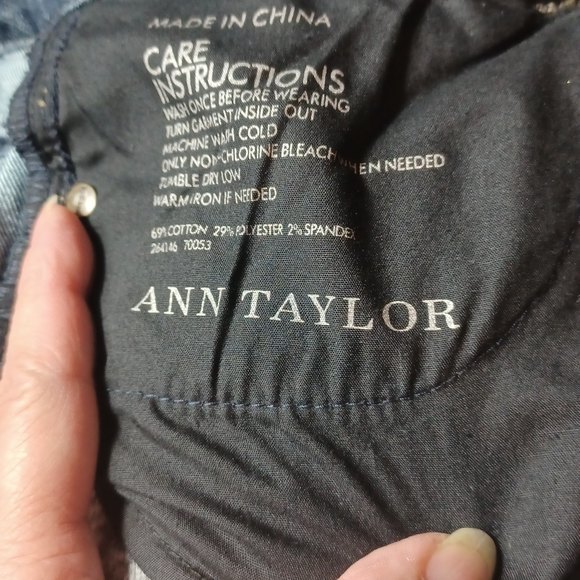 MADE IN CHINA
CARE
INSTRUCTIONS
WASH ONCE BEFORE WEARING
TURN GARMENT INSIDE OUT
MACHINE WASH COLD
ONLY NON-CHLORINE BLEACH WHEN NEEDED
TUMBLE DRY LOW
WARM IRON IF NEEDED
69% COTTON 29% POLYESTER 2% SPANDEX
264146 70053
ANN TAYLOR